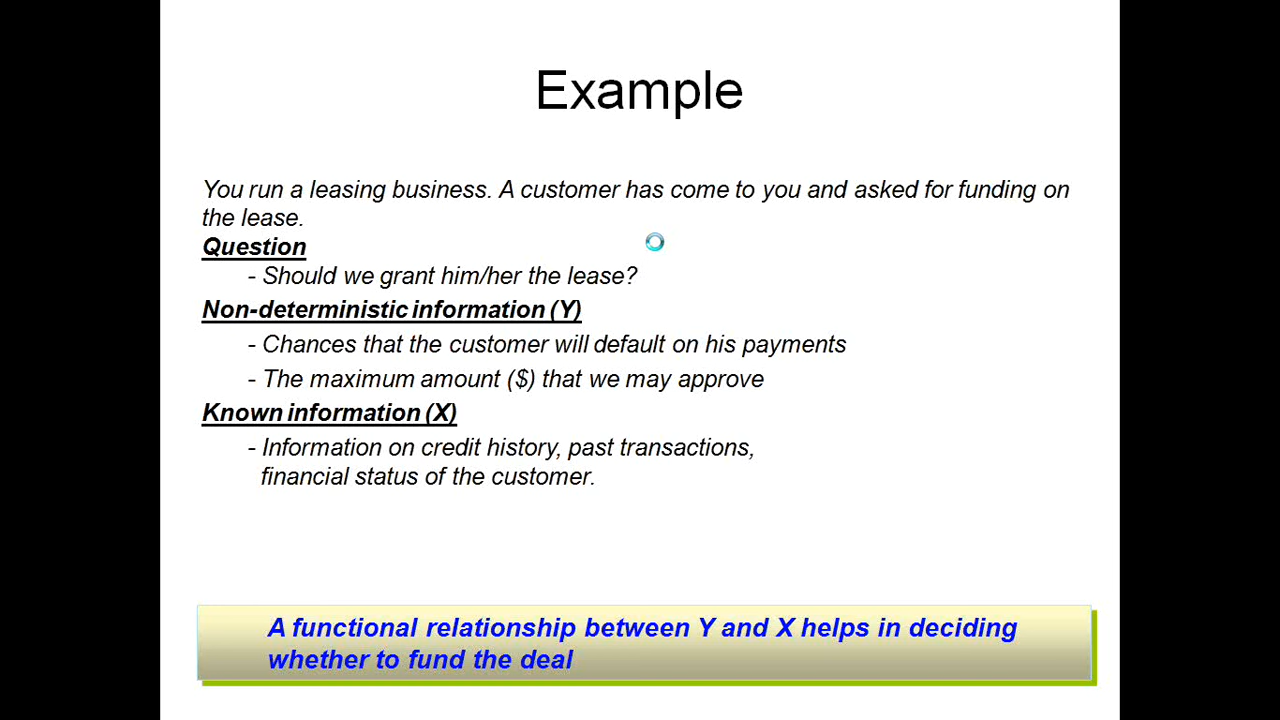 Example
You run a leasing business. A customer has come to you and asked for funding on
the lease.
Question
- Should we grant him/her the lease?
Non-deterministic information (Y)
- Chances that the customer will default on his payments
- The maximum amount ($) that we may approve
Known information (X)
- Information on credit history, past transactions,
financial status of the customer.
A functional relationship between Y and X helps in deciding
whether to fund the deal